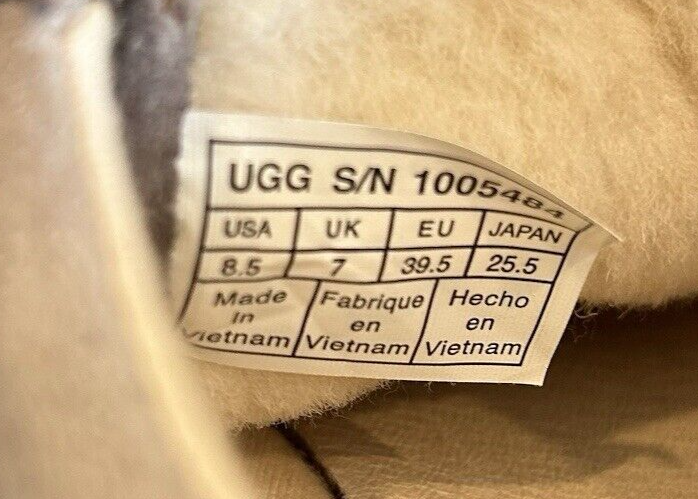 UGG S/N 1005484
USA UK EU JAPAN
8.5 7 39.5 25.5
Made
in
Vietnam
Fabrique
en
Vietnam
Hecho
en
Vietnam